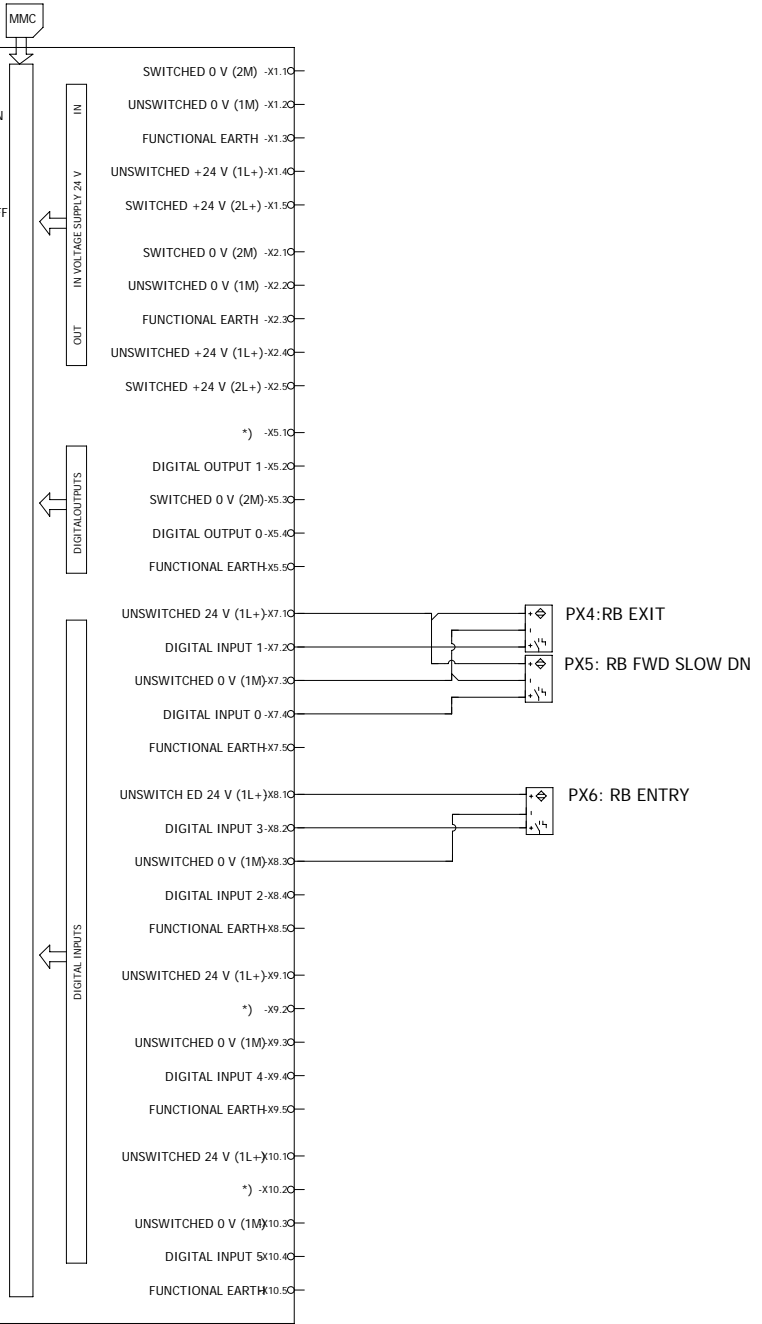 MMC
SWITCHED 0 V (2M) -X1.1
N
IN
UNSWITCHED 0 V (1M) -X1.2
FUNCTIONAL EARTH -X1.3
UNSWITCHED +24 V (1L+)-X1.4
FF
IN VOLTAGE SUPPLY 24 V
SWITCHED +24 V (2L+) -X1.5
SWITCHED 0 V (2M) -X2.1
UNSWITCHED 0 V (1M) -X2.2
OUT
FUNCTIONAL EARTH -X2.3
UNSWITCHED +24 V (1L+)-X2.4
SWITCHED +24 V (2L+) -X2.5
*) -X5.1
DIGITAL OUTPUT 1 -X5.2
DIGITALOUTPUTS
SWITCHED 0 V (2M)-X5.3
DIGITAL OUTPUT 0 -X5.4
FUNCTIONAL EARTH-X5.5
UNSWITCHED 24 V (1L+)-X7.1 + PX4:RB EXIT
DIGITAL INPUT 1-X7.2 +
+ PX5: RB FWD SLOW DN
UNSWITCHED 0 V (1M)-X7.3
+
DIGITAL INPUT 0 -X7.4
FUNCTIONAL EARTH-X7.5
UNSWITCH ED 24 V (1L+)X8.1 + PX6: RB ENTRY
DIGITAL INPUT 3-X8.2 +
UNSWITCHED 0 V (1M)-X8.3
DIGITAL INPUT 2-X8.4
FUNCTIONAL EARTH-X8.5
DIGITAL INPUTS
UNSWITCHED 24 V (1L+)-X9.1
*) -X9.2
UNSWITCHED 0 V (1M)-X9.3
DIGITAL INPUT 4-X9.4
FUNCTIONAL EARTH-X9.5
UNSWITCHED 24 V (1L+)-X10.1
*) -X10.2
UNSWITCHED 0 V (1M)-X10.3
DIGITAL INPUT 5-X10.4
FUNCTIONAL EARTH-X10.5